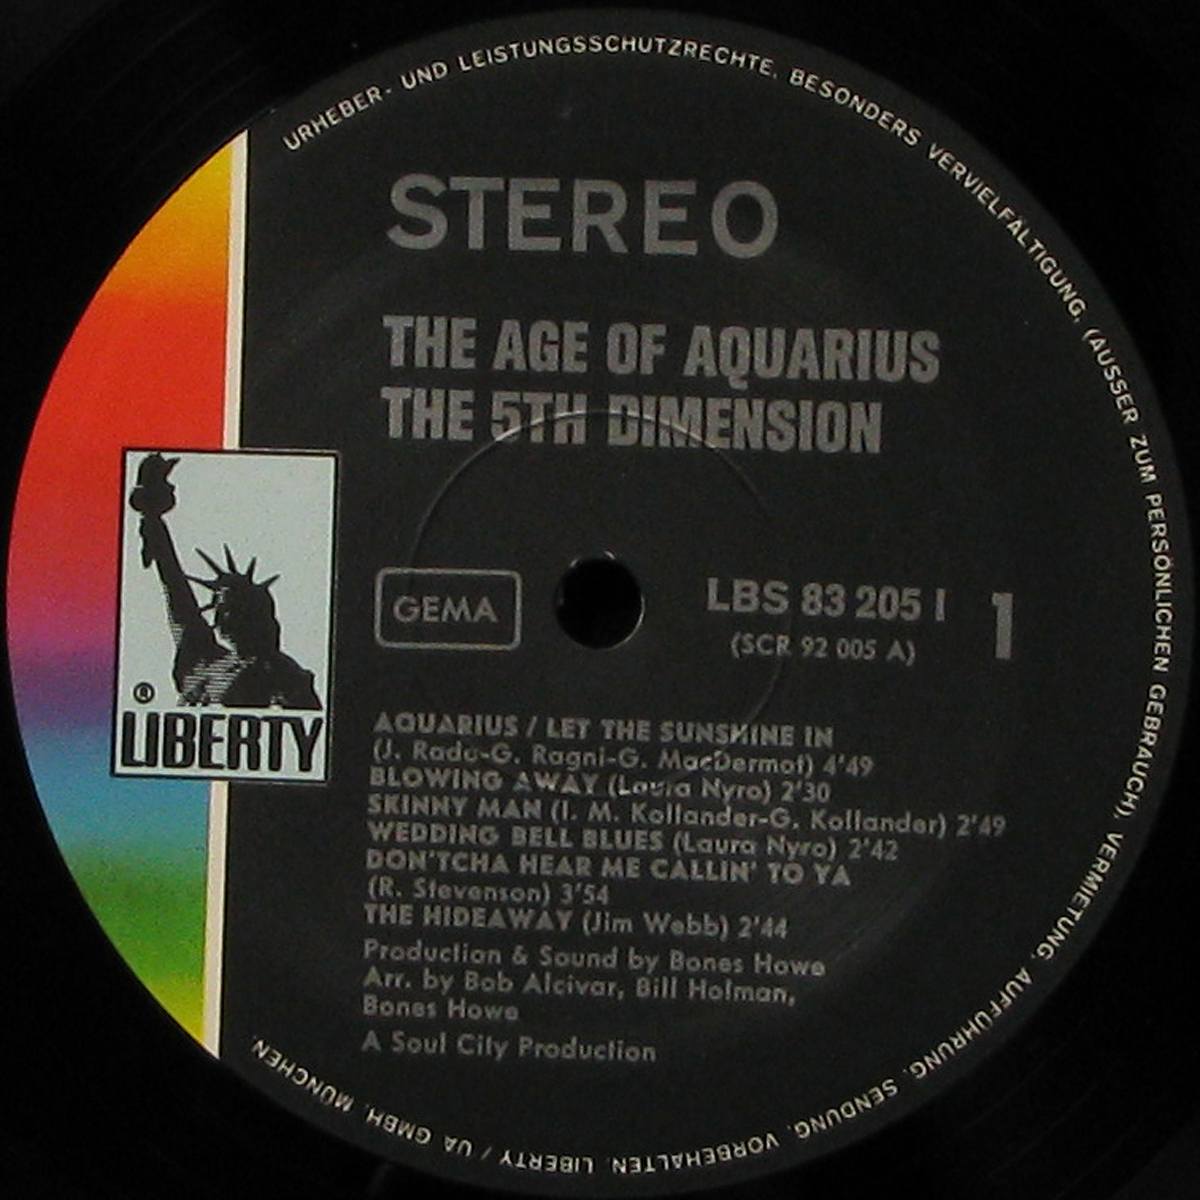 URHEBER- UND LEISTUNGSSCHUTZRECHTE, BESONDERS VERVIELFÄLTIGUNG, (AUSSER ZUM PERSÖNLICHEN GEBRAUCH), VERMIETUNG, AUFFÜHRUNG, SENDUNG, VORBEHALTEN. LIBERTY / UA GMBH, MÜNCHEN
STEREO
THE AGE OF AQUARIUS
THE 5TH DIMENSION
GEMA
LBS 83 205 I
1
(SCR 92 005 A)
®
LIBERTY
AQUARIUS / LET THE SUNSHINE IN
(J. Rado-G. Ragni-G. MacDermot) 4'49
BLOWING AWAY (Laura Nyro) 2'30
SKINNY MAN (I. M. Kollander-G. Kollander) 2'49
WEDDING BELL BLUES (Laura Nyro) 2'42
DON'TCHA HEAR ME CALLIN' TO YA
(R. Stevenson) 3'54
THE HIDEAWAY (Jim Webb) 2'44
Production & Sound by Bones Howe
Arr. by Bob Alcivar, Bill Holman,
Bones Howe
A Soul City Production